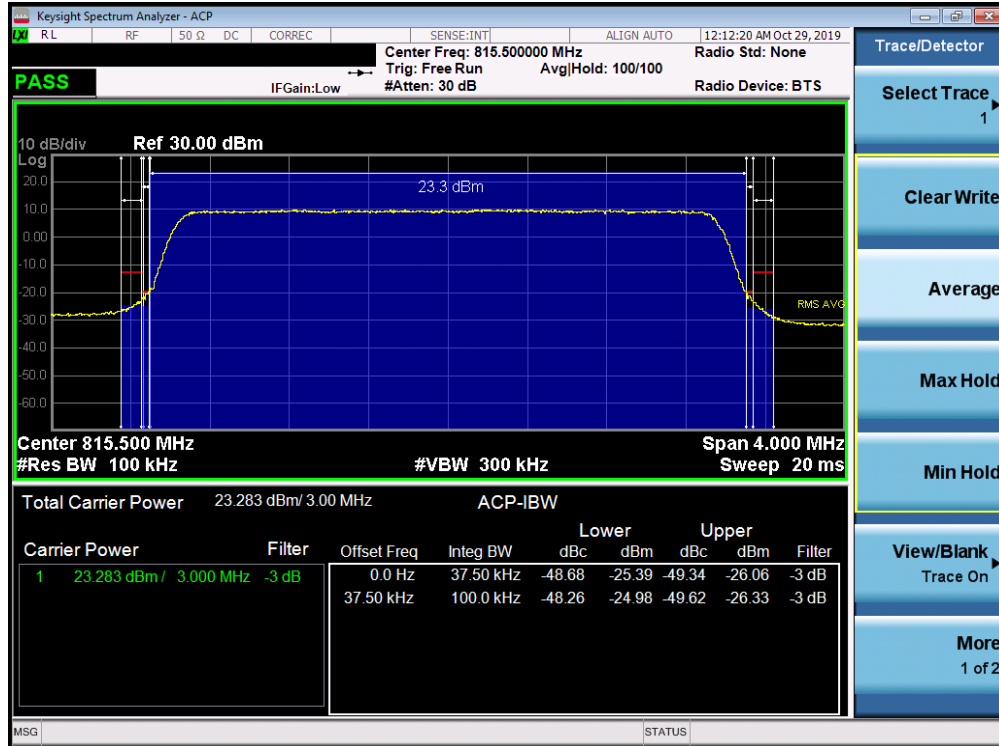 Keysight Spectrum Analyzer - ACP
LXI RL RF 50 Ω DC CORREC SENSE:INT ALIGN AUTO 12:12:20 AM Oct 29, 2019
Center Freq: 815.500000 MHz Radio Std: None
Trig: Free Run Avg|Hold: 100/100
PASS IFGain:Low #Atten: 30 dB Radio Device: BTS
10 dB/div Ref 30.00 dBm
Log
20.0
23.3 dBm
10.0
0.00
-10.0
-20.0
RMS AVG
-30.0
-40.0
-50.0
-60.0
Center 815.500 MHz Span 4.000 MHz
#Res BW 100 kHz #VBW 300 kHz Sweep 20 ms
Total Carrier Power 23.283 dBm/ 3.00 MHz ACP-IBW
Lower Upper
Carrier Power Filter Offset Freq Integ BW dBc dBm dBc dBm Filter
1 23.283 dBm / 3.000 MHz -3 dB 0.0 Hz 37.50 kHz -48.68 -25.39 -49.34 -26.06 -3 dB
37.50 kHz 100.0 kHz -48.26 -24.98 -49.62 -26.33 -3 dB
MSG STATUS
Trace/Detector
Select Trace
1
Clear Write
Average
Max Hold
Min Hold
View/Blank
Trace On
More
1 of 2